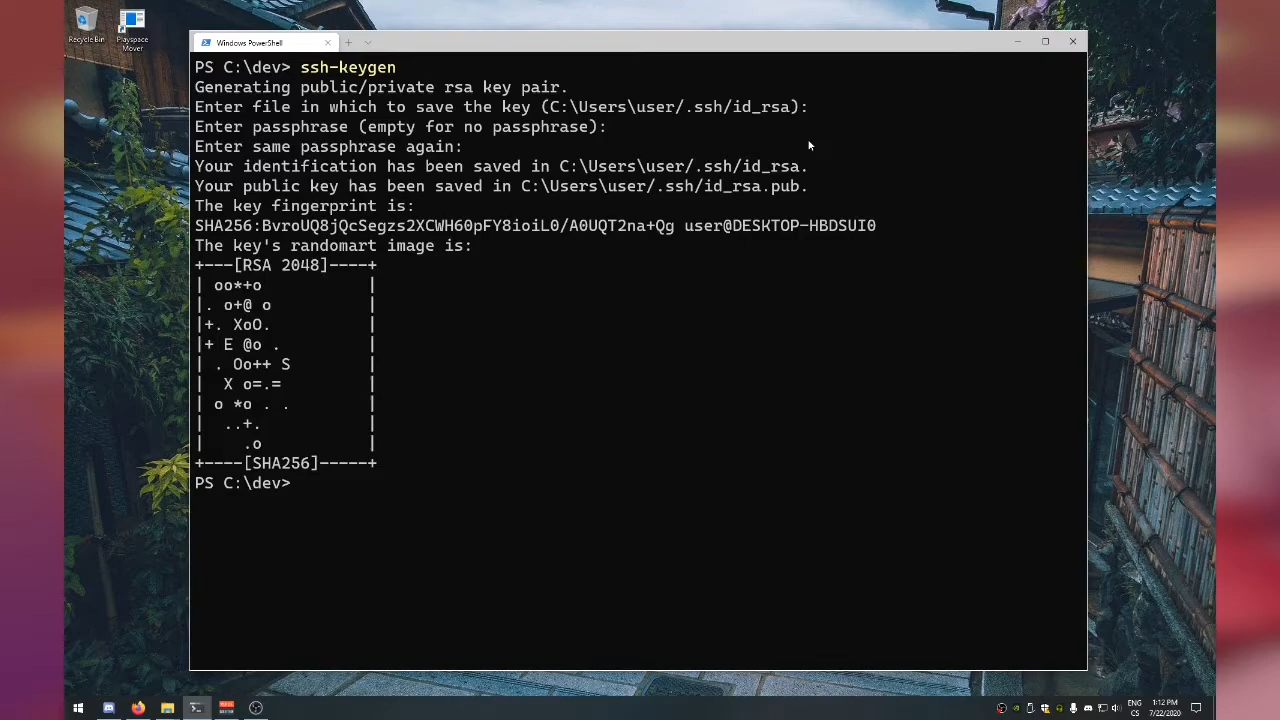 Recycle Bin
Playspace
Mover
Windows PowerShell
PS C:\dev> ssh-keygen
Generating public/private rsa key pair.
Enter file in which to save the key (C:\Users\user/.ssh/id_rsa):
Enter passphrase (empty for no passphrase):
Enter same passphrase again:
Your identification has been saved in C:\Users\user/.ssh/id_rsa.
Your public key has been saved in C:\Users\user/.ssh/id_rsa.pub.
The key fingerprint is:
SHA256:BvroUQ8jQcSegzs2XCWH60pFY8ioiL0/A0UQT2na+Qg user@DESKTOP-HBDSUI0
The key's randomart image is:
+---[RSA 2048]----+
| oo*+o           |
|. o+@ o          |
|+. XoO.          |
|+ E @o .         |
| . Oo++ S        |
|  X o=.=         |
| o *o . .        |
|  ..+.           |
|    .o           |
+----[SHA256]-----+
PS C:\dev>
ENG
CS
1:12 PM
7/22/2020